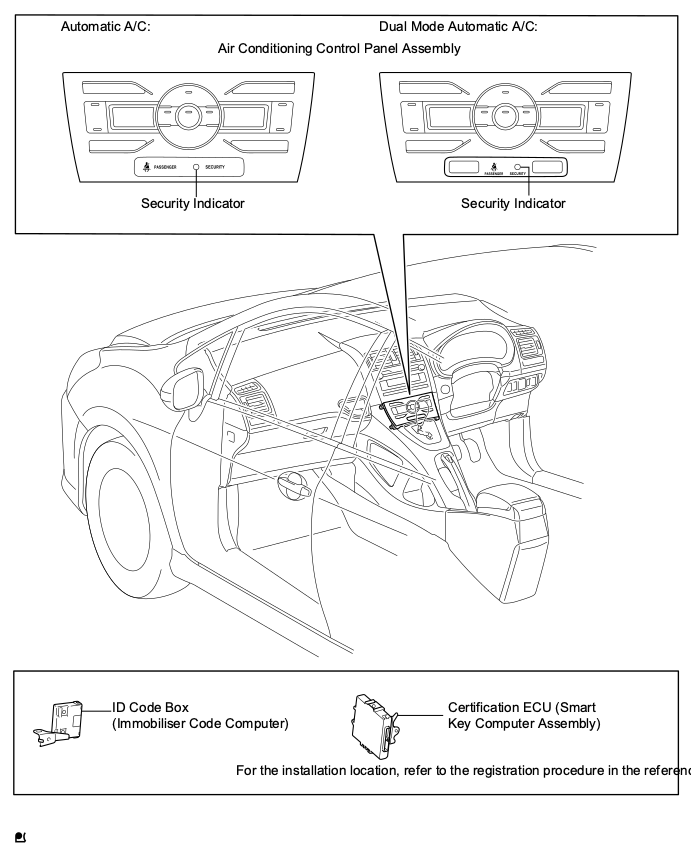 Automatic A/C:
Dual Mode Automatic A/C:
Air Conditioning Control Panel Assembly
PASSENGER
SECURITY
PASSENGER
SECURITY
Security Indicator
Security Indicator
ID Code Box
(Immobiliser Code Computer)
Certification ECU (Smart
Key Computer Assembly)
For the installation location, refer to the registration procedure in the referenc